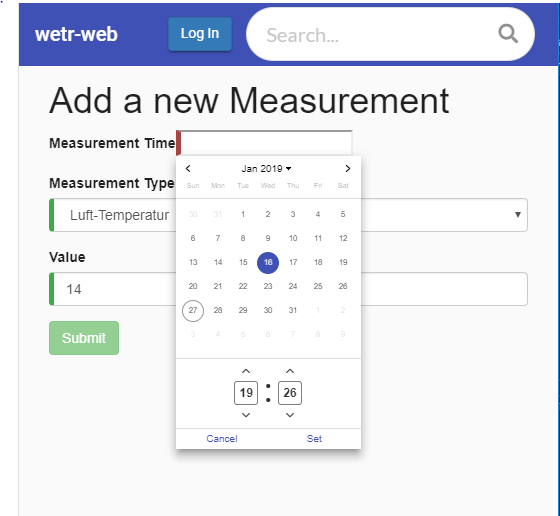 wetr-web Log In Search...
Add a new Measurement
Measurement Time
Jan 2019
Sun Mon Tue Wed Thu Fri Sat
30 31 1 2 3 4 5
6 7 8 9 10 11 12
13 14 15 16 17 18 19
20 21 22 23 24 25 26
27 28 29 30 31 1 2
3 4 5 6 7 8 9
19 : 26
Cancel Set
Measurement Type
Luft-Temperatur
Value
14
Submit